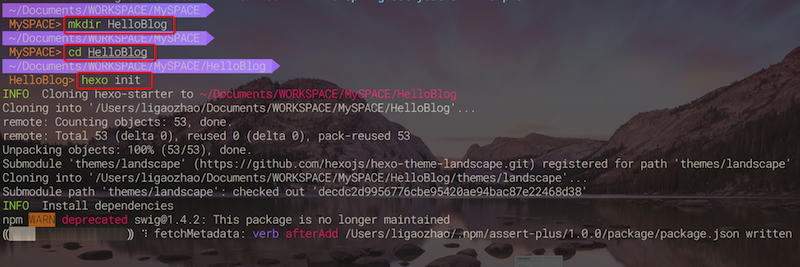 ~/Documents/WORKSPACE/MySPACE
MySPACE> mkdir HelloBlog
~/Documents/WORKSPACE/MySPACE
MySPACE> cd HelloBlog
~/Documents/WORKSPACE/MySPACE/HelloBlog
HelloBlog> hexo init
INFO  Cloning hexo-starter to ~/Documents/WORKSPACE/MySPACE/HelloBlog
Cloning into '/Users/ligaozhao/Documents/WORKSPACE/MySPACE/HelloBlog'...
remote: Counting objects: 53, done.
remote: Total 53 (delta 0), reused 0 (delta 0), pack-reused 53
Unpacking objects: 100% (53/53), done.
Submodule 'themes/landscape' (https://github.com/hexojs/hexo-theme-landscape.git) registered for path 'themes/landscape'
Cloning into '/Users/ligaozhao/Documents/WORKSPACE/MySPACE/HelloBlog/themes/landscape'...
Submodule path 'themes/landscape': checked out 'decdc2d9956776cbe95420ae94bac87e22468d38'
INFO  Install dependencies
npm WARN deprecated swig@1.4.2: This package is no longer maintained
⸨ ⸩ ⠹ fetchMetadata: verb afterAdd /Users/ligaozhao/.npm/assert-plus/1.0.0/package/package.json written